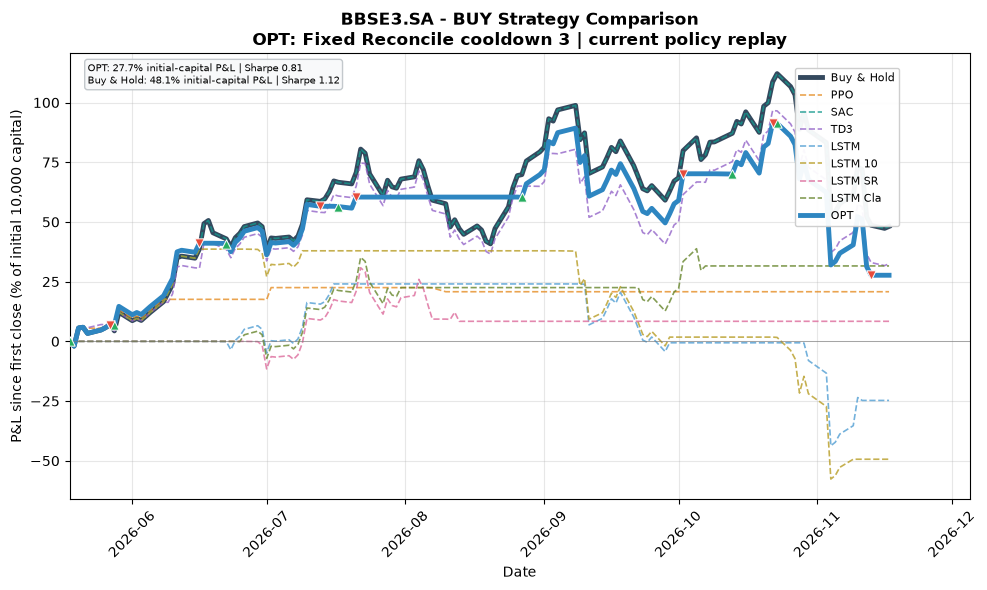 BBSE3.SA - BUY Strategy Comparison
OPT: Fixed Reconcile cooldown 3 | current policy replay
OPT: 27.7% initial-capital P&L | Sharpe 0.81
Buy & Hold: 48.1% initial-capital P&L | Sharpe 1.12
Buy & Hold
PPO
SAC
TD3
LSTM
LSTM 10
LSTM SR
LSTM Cla
OPT
P&L since first close (% of initial 10,000 capital)
100
75
50
25
0
−25
−50
2026-06
2026-07
2026-08
2026-09
2026-10
2026-11
2026-12
Date